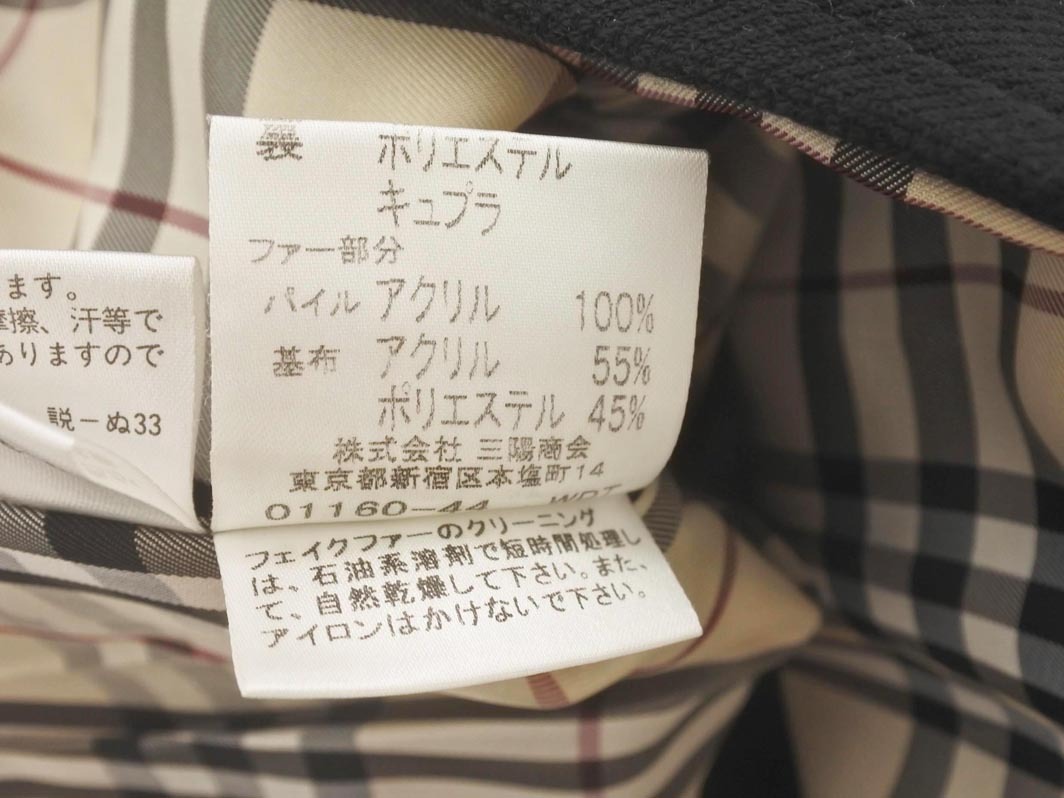 ます。
摩擦、汗等で
ありますので
説-ぬ33
裏 ポリエステル
キュプラ
ファー部分
パイル アクリル 100%
基布 アクリル 55%
ポリエステル 45%
株式会社 三陽商会
東京都新宿区本塩町14
01160-44 WDT
フェイクファーのクリーニング
は、石油系溶剤で短時間処理し
て、自然乾燥して下さい。また、
アイロンはかけないで下さい。